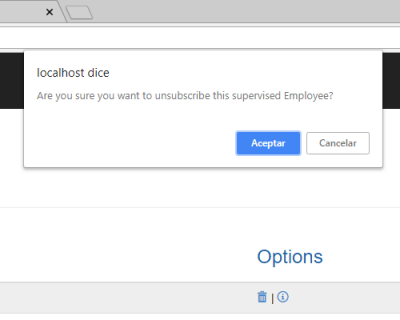 localhost dice
Are you sure you want to unsubscribe this supervised Employee?
Aceptar Cancelar
Options
|